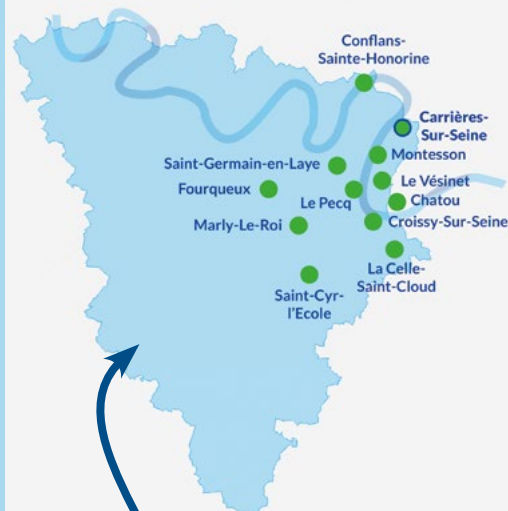 Conflans-
Sainte-Honorine
Carrières-
Sur-Seine
Montesson
Saint-Germain-en-Laye
Le Vésinet
Fourqueux
Le Pecq
Chatou
Marly-Le-Roi
Croissy-Sur-Seine
La Celle-
Saint-Cloud
Saint-Cyr-
l'Ecole